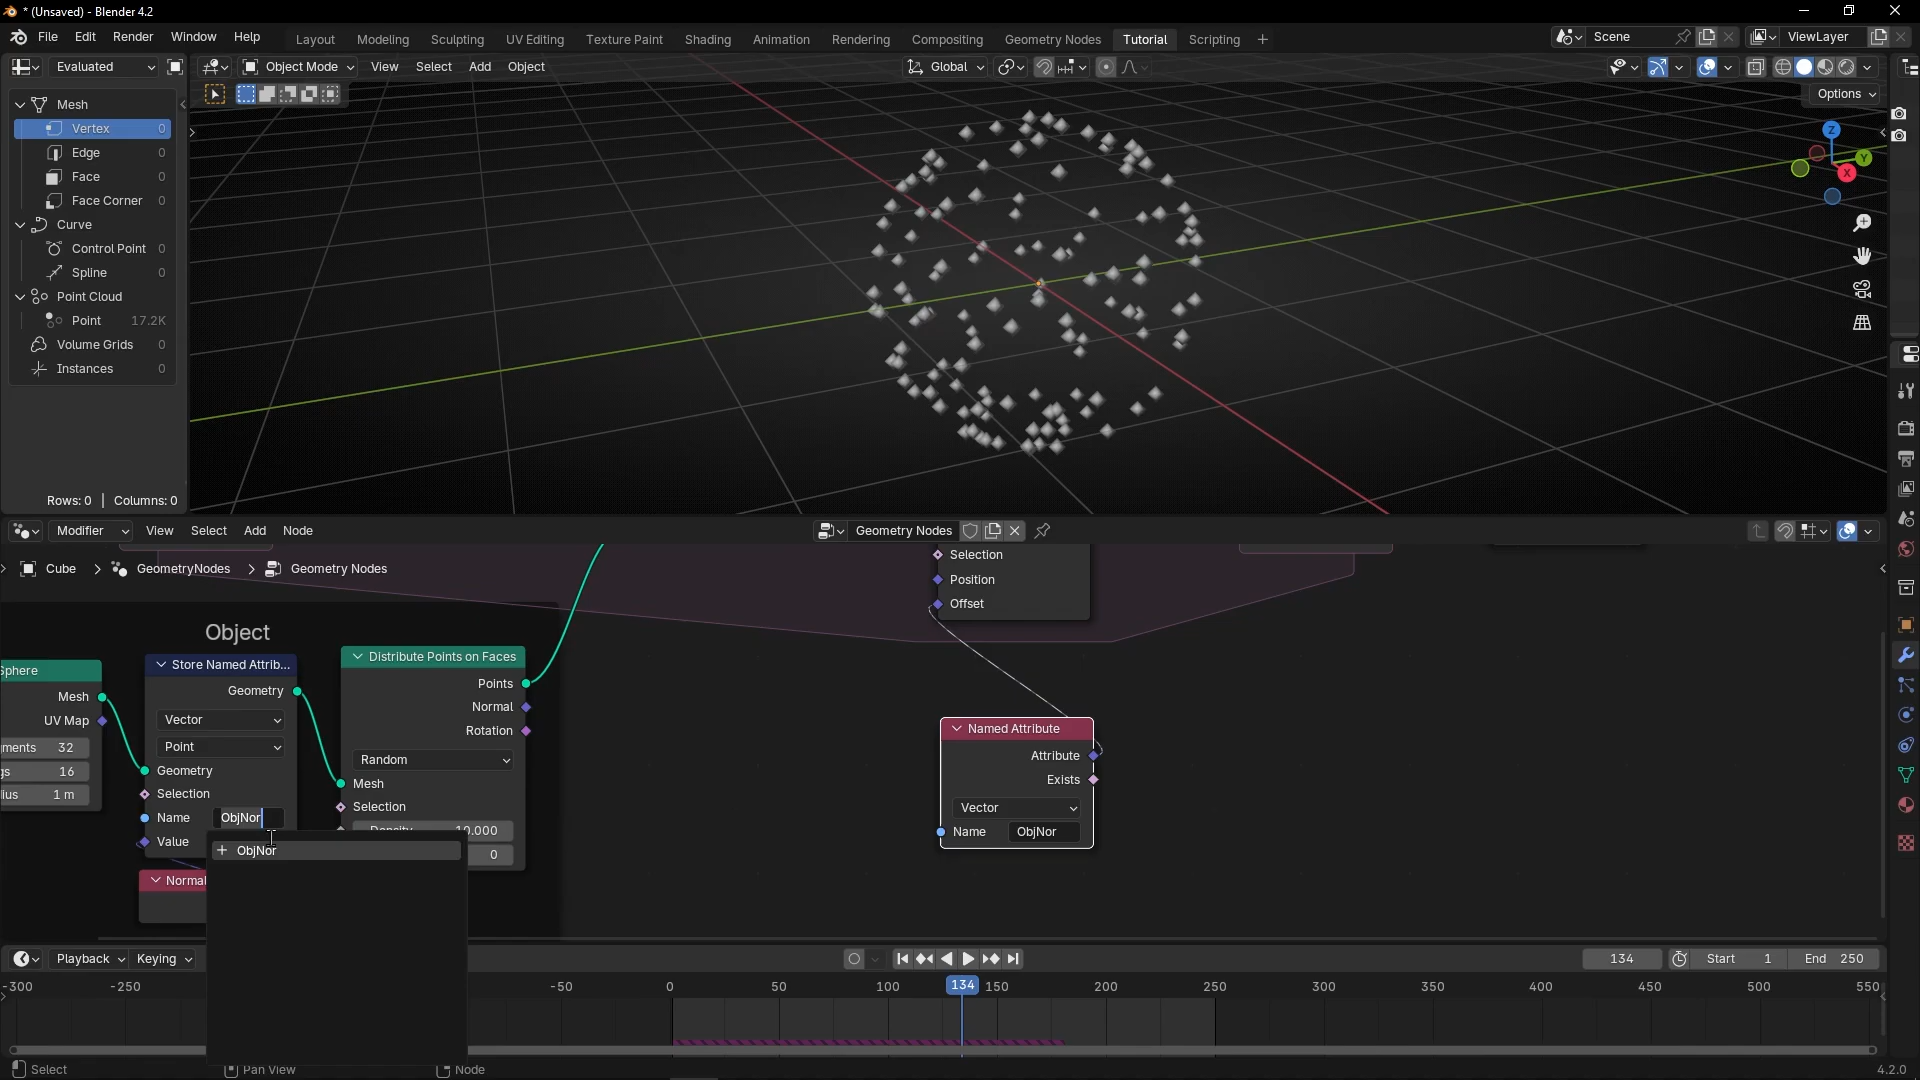 * (Unsaved) - Blender 4.2
File Edit Render Window Help
Layout Modeling Sculpting UV Editing Texture Paint Shading Animation Rendering Compositing Geometry Nodes Tutorial Scripting +
Scene
ViewLayer
Evaluated
Object Mode View Select Add Object
Global
Options
Mesh
Vertex 0
Edge 0
Face 0
Face Corner 0
Curve
Control Point 0
Spline 0
Point Cloud
Point 17.2K
Volume Grids 0
Instances 0
Rows: 0 | Columns: 0
Z
Y
X
Modifier View Select Add Node
Geometry Nodes
Cube > GeometryNodes > Geometry Nodes
Selection
Position
Offset
Object
Sphere
Mesh
UV Map
ments 32
gs 16
ius 1 m
Store Named Attrib...
Geometry
Vector
Point
Geometry
Selection
Name ObjNor
Value
+ ObjNor
Normal
Distribute Points on Faces
Points
Normal
Rotation
Random
Mesh
Selection
Density 10.000
0
Named Attribute
Attribute
Exists
Vector
Name ObjNor
Playback Keying
134
Start 1
End 250
-300 -250 -50 0 50 100 134 150 200 250 300 350 400 450 500 550
Select Pan View Node
4.2.0